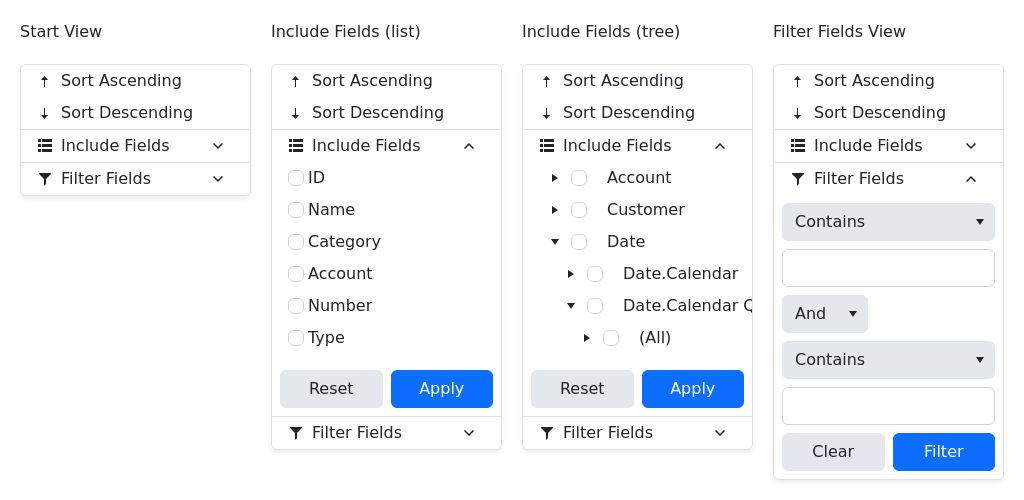 Start View
Sort Ascending
Sort Descending
Include Fields
Filter Fields
Include Fields (list)
Sort Ascending
Sort Descending
Include Fields
ID
Name
Category
Account
Number
Type
Reset Apply
Filter Fields
Include Fields (tree)
Sort Ascending
Sort Descending
Include Fields
Account
Customer
Date
Date.Calendar
Date.Calendar
(All)
Reset Apply
Filter Fields
Filter Fields View
Sort Ascending
Sort Descending
Include Fields
Filter Fields
Contains
And
Contains
Clear Filter